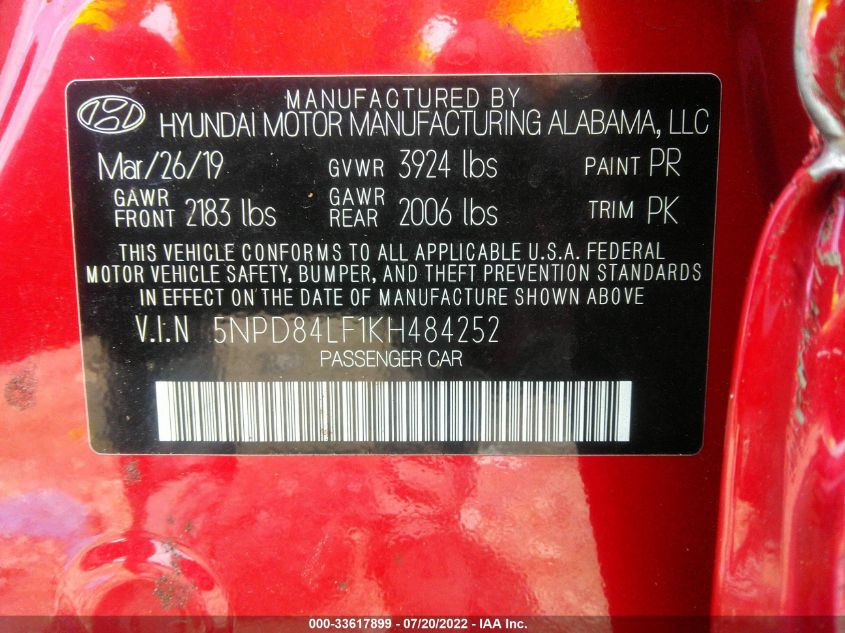 MANUFACTURED BY
HYUNDAI MOTOR MANUFACTURING ALABAMA, LLC
Mar/26/19 GVWR 3924 lbs PAINT PR
GAWR FRONT 2183 lbs GAWR REAR 2006 lbs TRIM PK
THIS VEHICLE CONFORMS TO ALL APPLICABLE U.S.A. FEDERAL
MOTOR VEHICLE SAFETY, BUMPER, AND THEFT PREVENTION STANDARDS
IN EFFECT ON THE DATE OF MANUFACTURE SHOWN ABOVE
V.I.N 5NPD84LF1KH484252
PASSENGER CAR
000-33617899 - 07/20/2022 - IAA Inc.